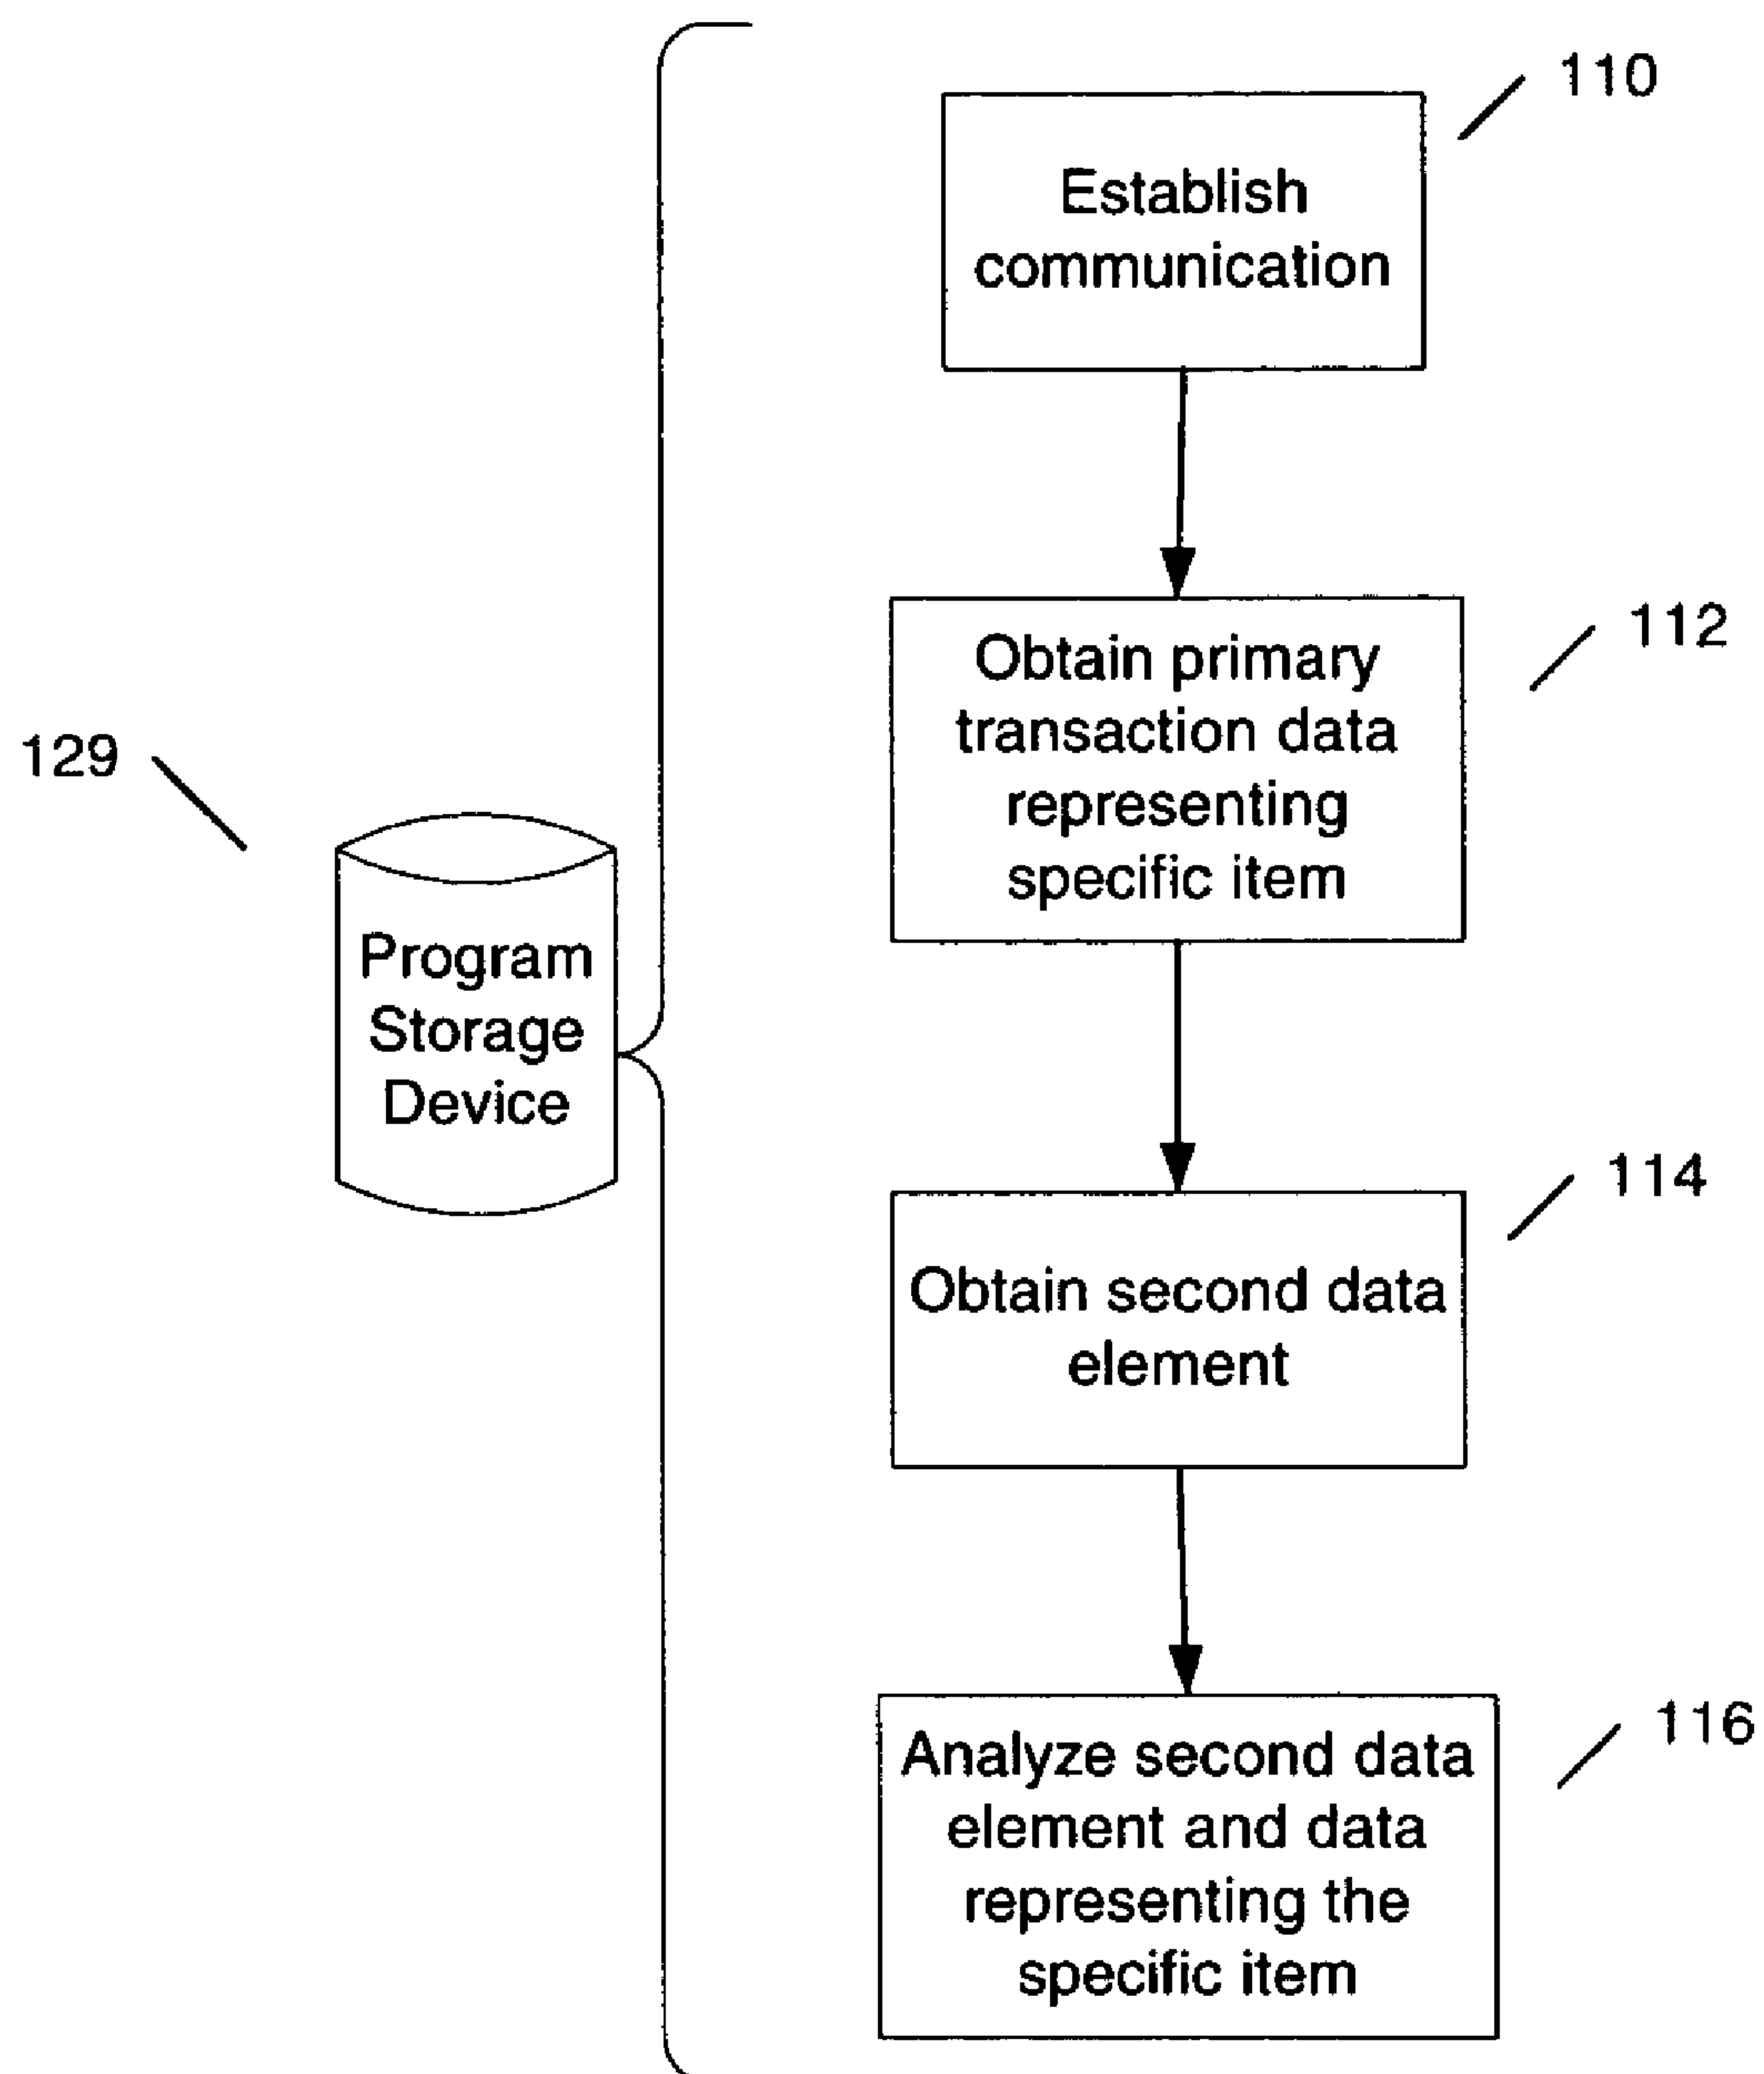 110
Establish
communication
112
Obtain primary
transaction data
representing
specific item
129
Program
Storage
Device
114
Obtain second data
element
116
Analyze second data
element and data
representing the
specific item